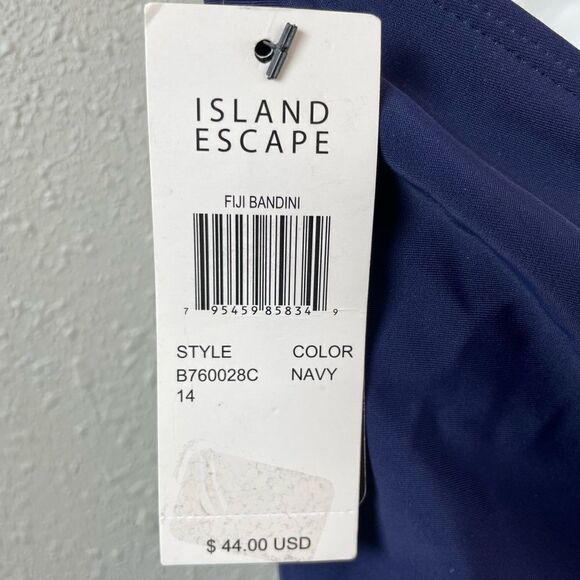 ISLAND
ESCAPE
FIJI BANDINI
7 95459 85834 9
STYLE COLOR
B760028C NAVY
14
$ 44.00 USD